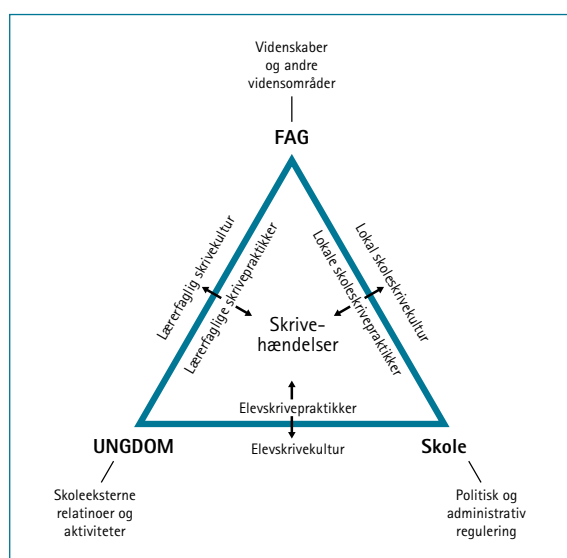 Videnskaber
og andre
vidensområder
FAG
Lærerfaglig skrivekultur
Lærerfaglige skrivepraktikker
Lokale skoleskrivepraktikker
Lokal skoleskrivekultur
Skrive-
hændelser
Elevskrivepraktikker
Elevskrivekultur
UNGDOM
Skole
Skoleeksterne
relatinoer og
aktiviteter
Politisk og
administrativ
regulering